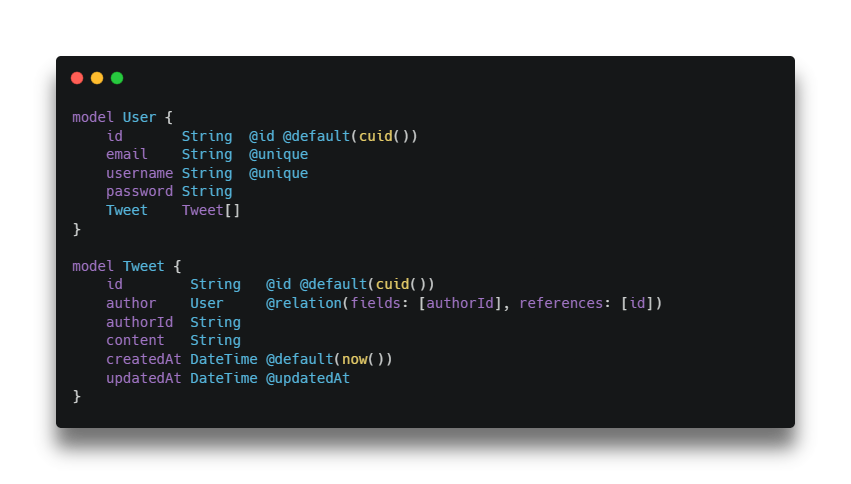 model User {
    id       String  @id @default(cuid())
    email    String  @unique
    username String  @unique
    password String
    Tweet    Tweet[]
}

model Tweet {
    id        String   @id @default(cuid())
    author    User     @relation(fields: [authorId], references: [id])
    authorId  String
    content   String
    createdAt DateTime @default(now())
    updatedAt DateTime @updatedAt
}